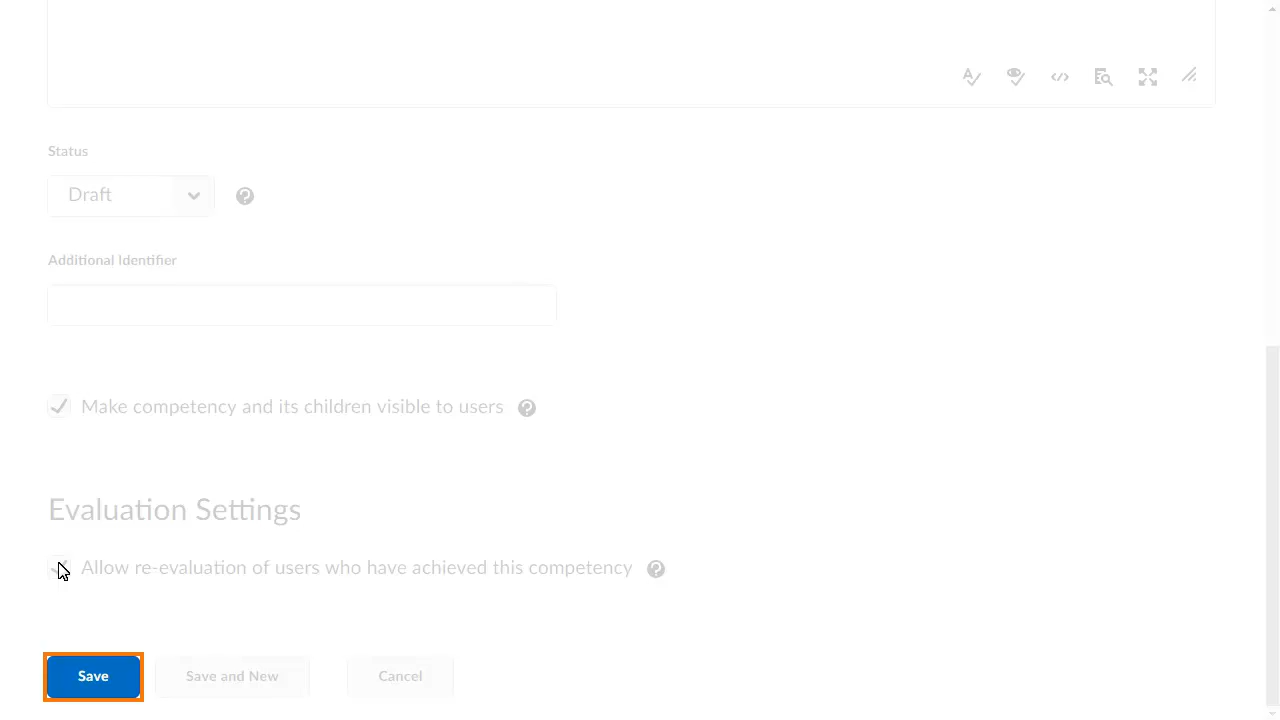 Status
Draft
Additional Identifier
Make competency and its children visible to users
Evaluation Settings
Allow re-evaluation of users who have achieved this competency
Save Save and New Cancel